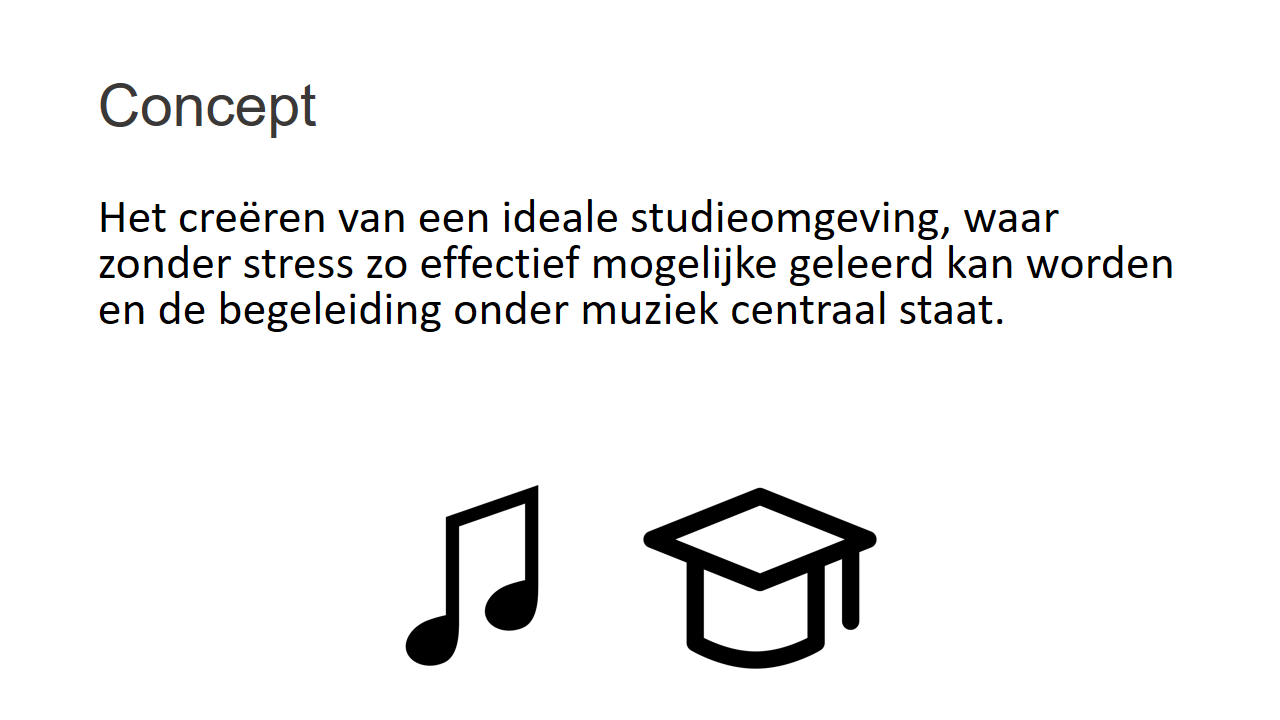 Concept
Het creëren van een ideale studieomgeving, waar
zonder stress zo effectief mogelijke geleerd kan worden
en de begeleiding onder muziek centraal staat.